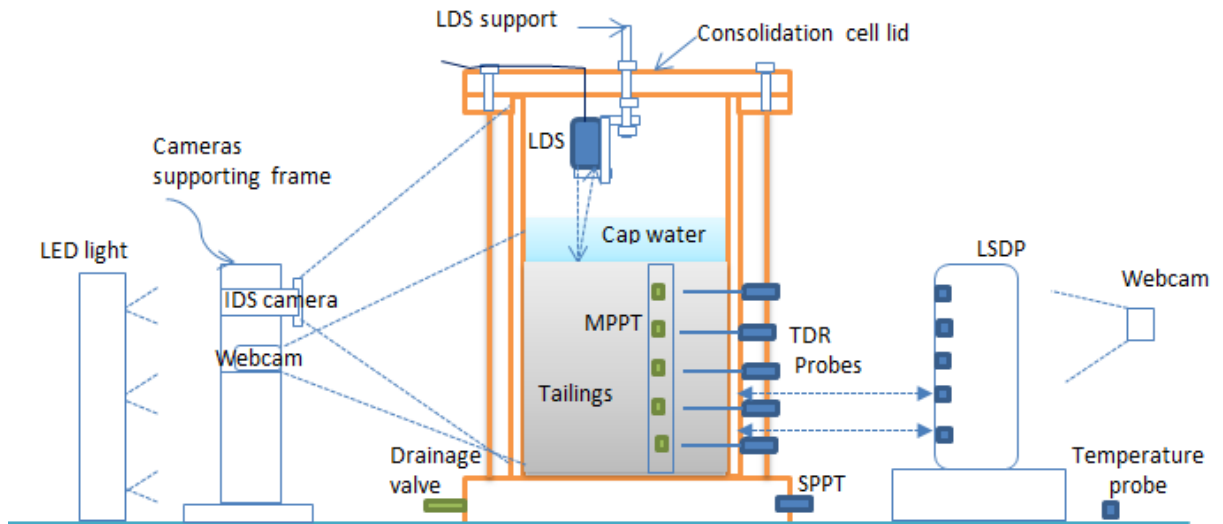 LDS support
Consolidation cell lid
LDS
Cameras
supporting frame
LED light
Cap water
LSDP
IDS camera
Webcam
MPPT
TDR
Probes
Webcam
Tailings
Drainage
valve
SPPT
Temperature
probe